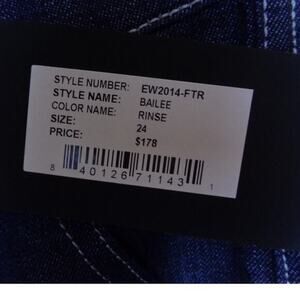 STYLE NUMBER: EW2014-FTR
STYLE NAME: BAILEE
COLOR NAME: RINSE
SIZE: 24
PRICE: $178
8 40126 71143 1